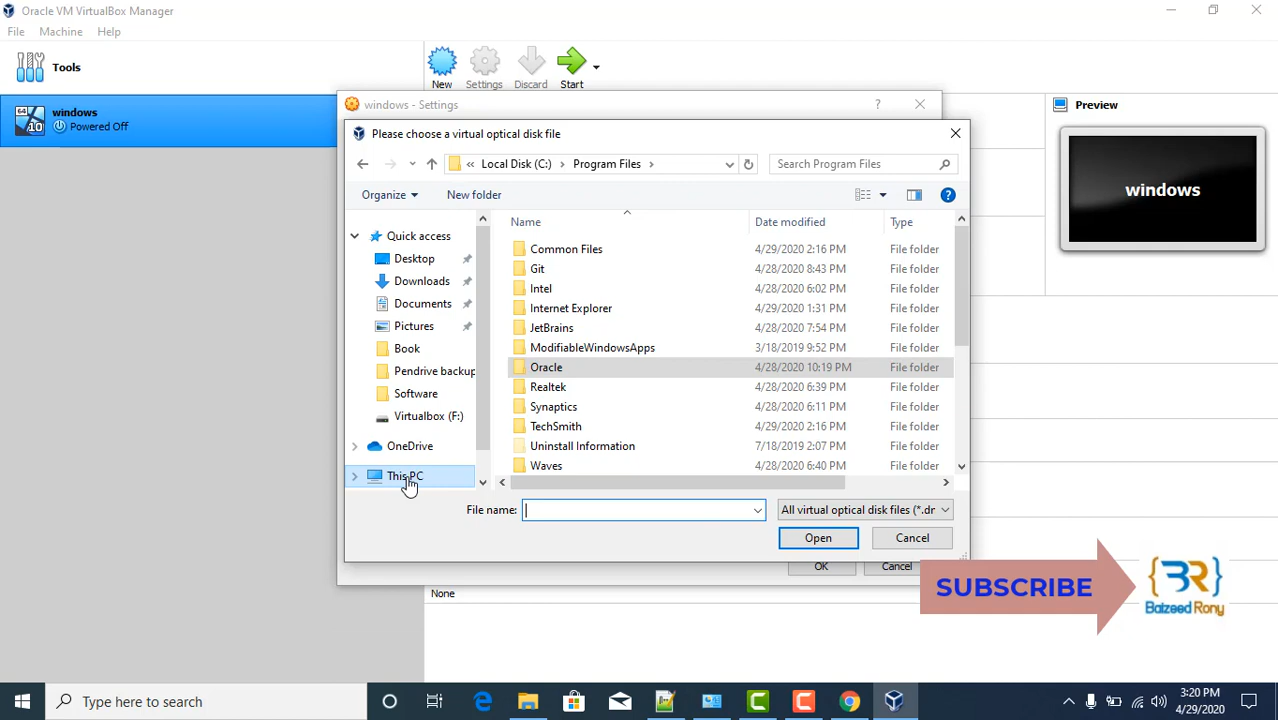 Oracle VM VirtualBox Manager
File Machine Help
Tools
New Settings Discard Start
windows
64
10
Powered Off
windows - Settings
?
Preview
windows
Please choose a virtual optical disk file
« Local Disk (C:) > Program Files >
Search Program Files
Organize
New folder
?
Name Date modified Type
Quick access
Desktop
Downloads
Documents
Pictures
Book
Pendrive backup
Software
Virtualbox (F:)
OneDrive
This PC
Common Files 4/29/2020 2:16 PM File folder
Git 4/28/2020 8:43 PM File folder
Intel 4/28/2020 6:02 PM File folder
Internet Explorer 4/29/2020 1:31 PM File folder
JetBrains 4/28/2020 7:54 PM File folder
ModifiableWindowsApps 3/18/2019 9:52 PM File folder
Oracle 4/28/2020 10:19 PM File folder
Realtek 4/28/2020 6:39 PM File folder
Synaptics 4/28/2020 6:11 PM File folder
TechSmith 4/29/2020 2:16 PM File folder
Uninstall Information 7/18/2019 2:07 PM File folder
Waves 4/28/2020 6:40 PM File folder
File name:
All virtual optical disk files (*.dr
Open Cancel
OK Cancel
None
SUBSCRIBE
{BR}
Baizeed Rony
Type here to search
3:20 PM
4/29/2020